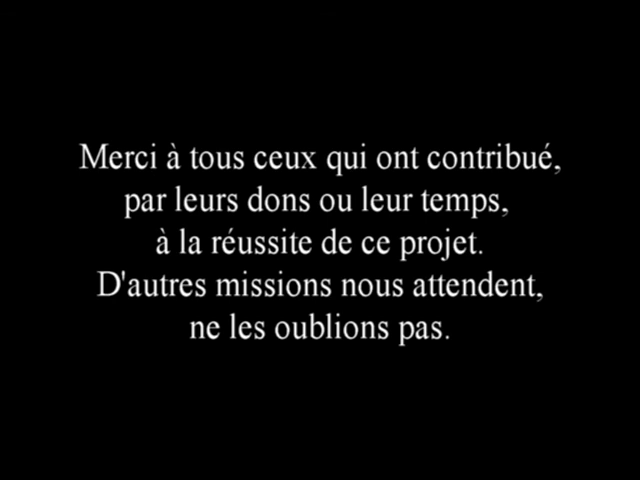 Merci à tous ceux qui ont contribué,
par leurs dons ou leur temps,
à la réussite de ce projet.
D'autres missions nous attendent,
ne les oublions pas.